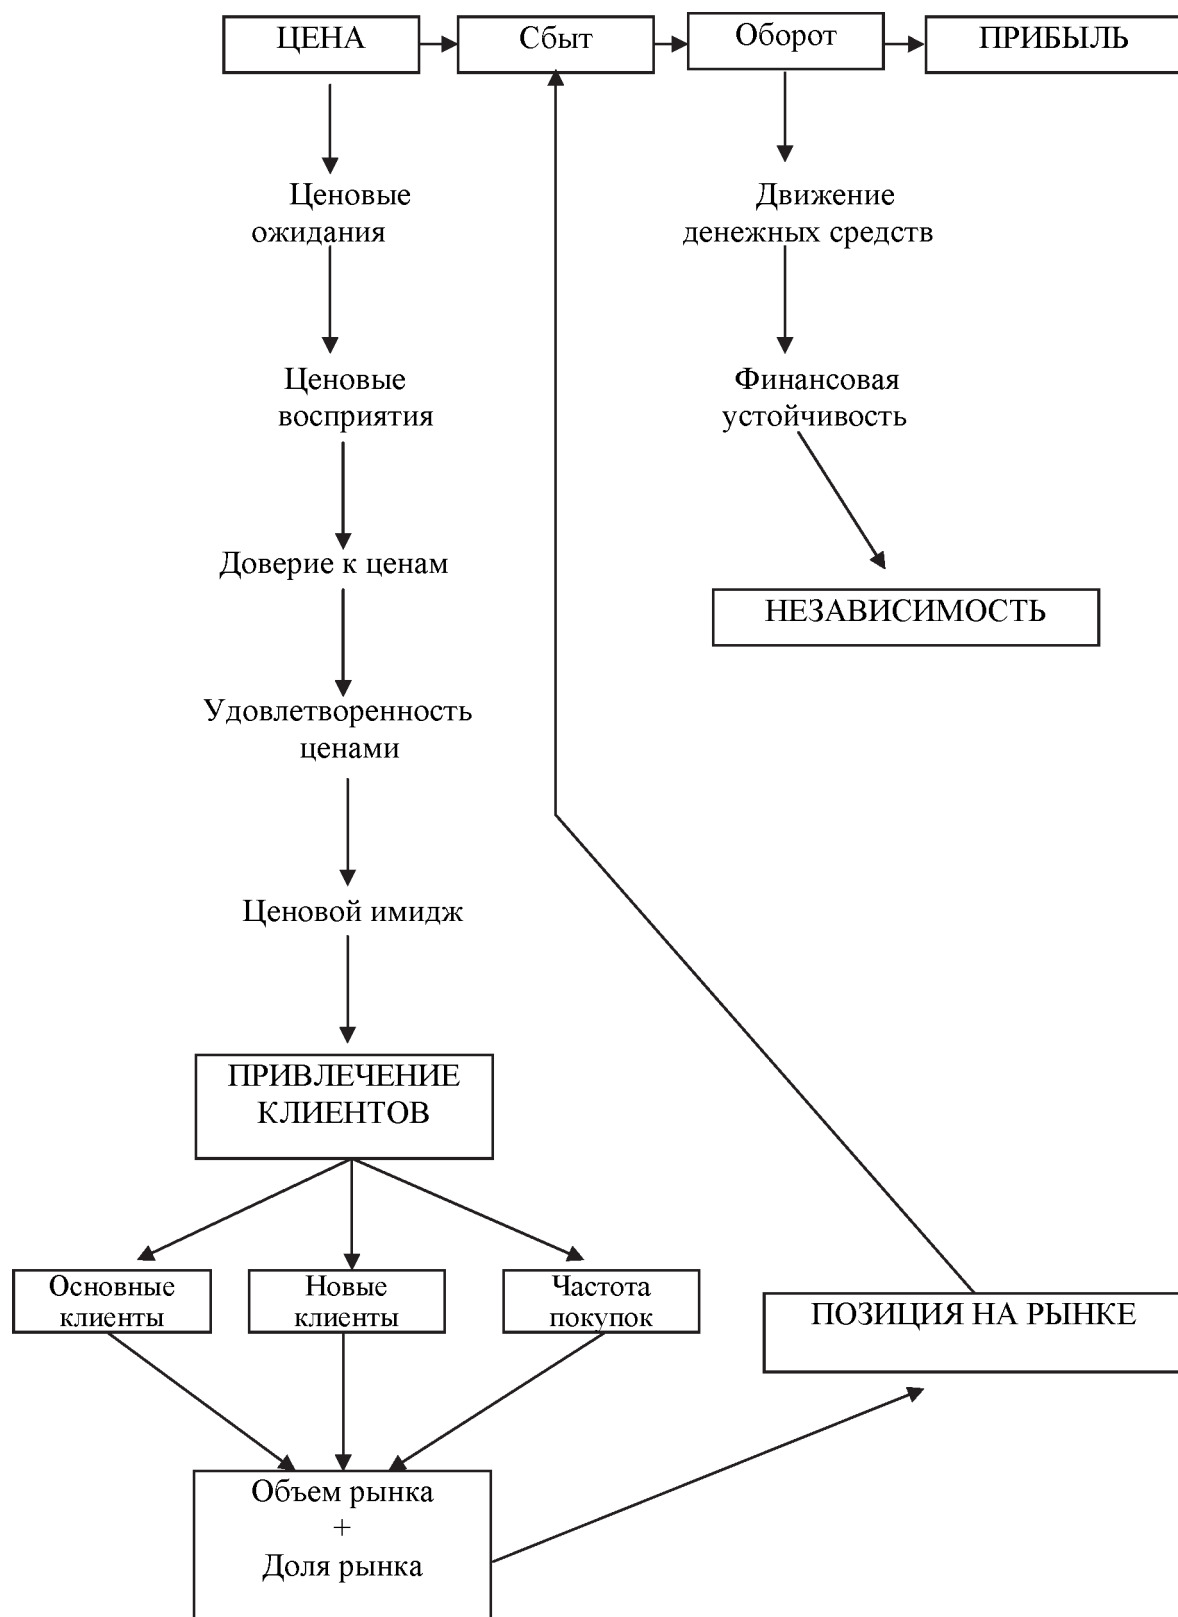 ЦЕНА
Сбыт
Оборот
ПРИБЫЛЬ
Ценовые
ожидания
Движение
денежных средств
Ценовые
восприятия
Финансовая
устойчивость
Доверие к ценам
НЕЗАВИСИМОСТЬ
Удовлетворенность
ценами
Ценовой имидж
ПРИВЛЕЧЕНИЕ
КЛИЕНТОВ
Основные
клиенты
Новые
клиенты
Частота
покупок
ПОЗИЦИЯ НА РЫНКЕ
Объем рынка
+
Доля рынка